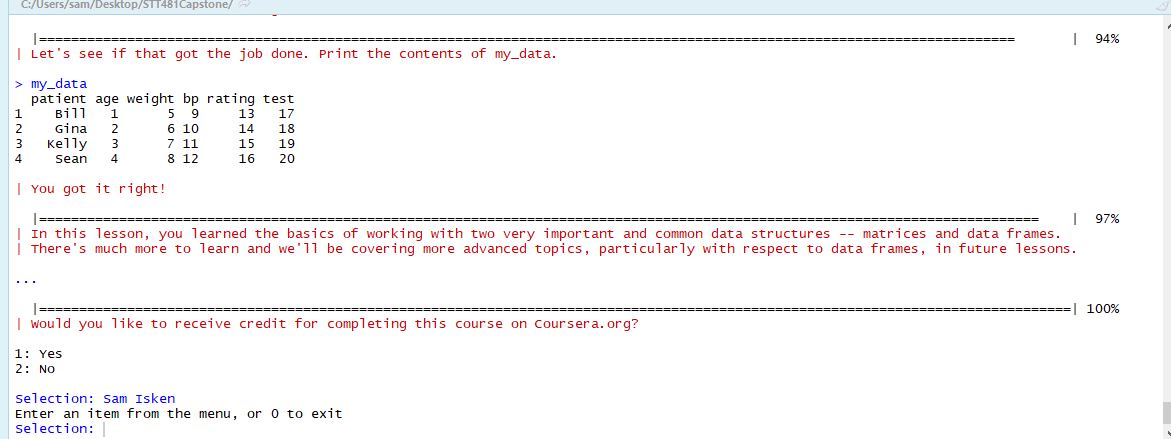 C:/Users/sam/Desktop/STT481Capstone/
|===========================================================================================================================      |  94%
| Let's see if that got the job done. Print the contents of my_data.
> my_data
  patient age weight bp rating test
1    Bill   1      5  9     13   17
2    Gina   2      6 10     14   18
3   Kelly   3      7 11     15   19
4    Sean   4      8 12     16   20
| You got it right!
|==============================================================================================================================   |  97%
| In this lesson, you learned the basics of working with two very important and common data structures -- matrices and data frames.
| There's much more to learn and we'll be covering more advanced topics, particularly with respect to data frames, in future lessons.
...
|==================================================================================================================================| 100%
| Would you like to receive credit for completing this course on Coursera.org?
1: Yes
2: No
Selection: Sam Isken
Enter an item from the menu, or 0 to exit
Selection: